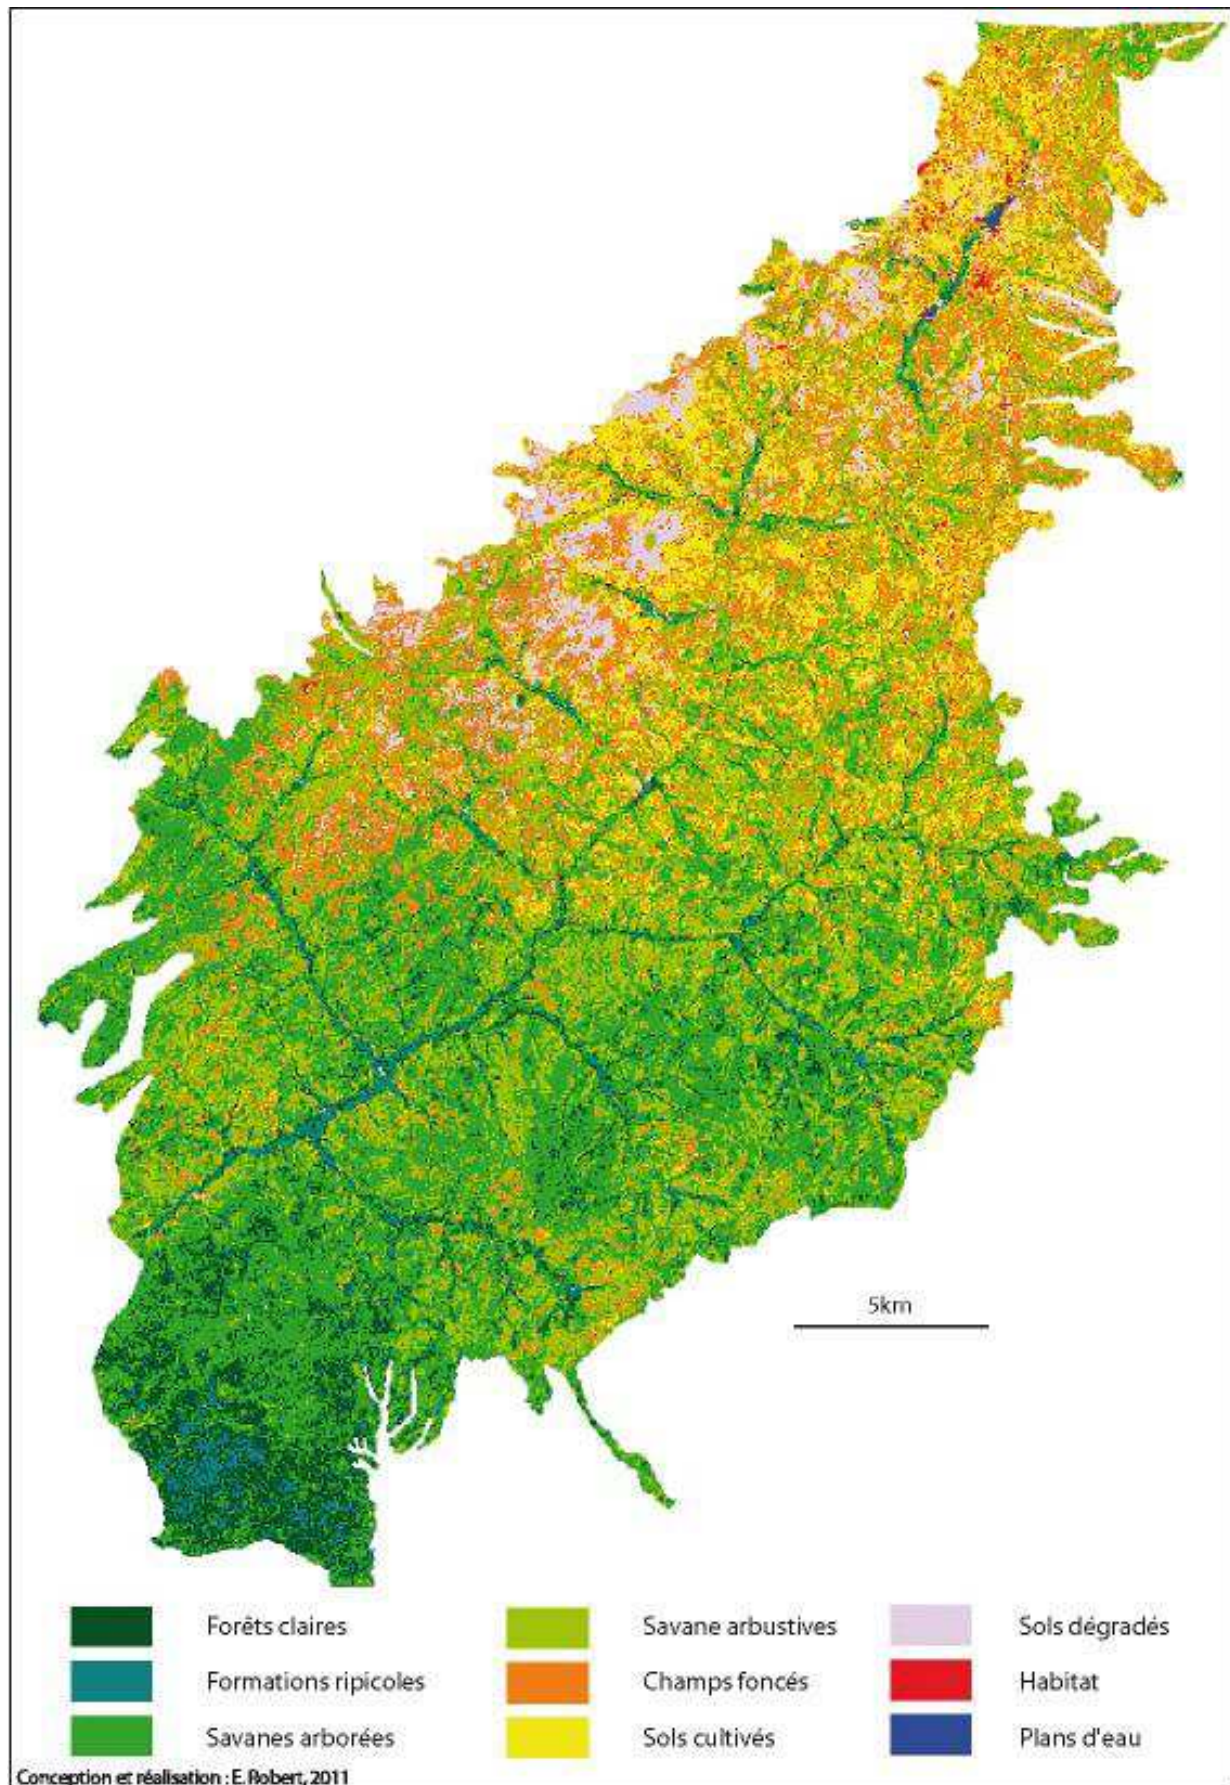 5km
Forêts claires
Formations ripicoles
Savanes arborées
Savane arbustives
Champs foncés
Sols cultivés
Sols dégradés
Habitat
Plans d'eau
Conception et réalisation : E. Robert, 2011